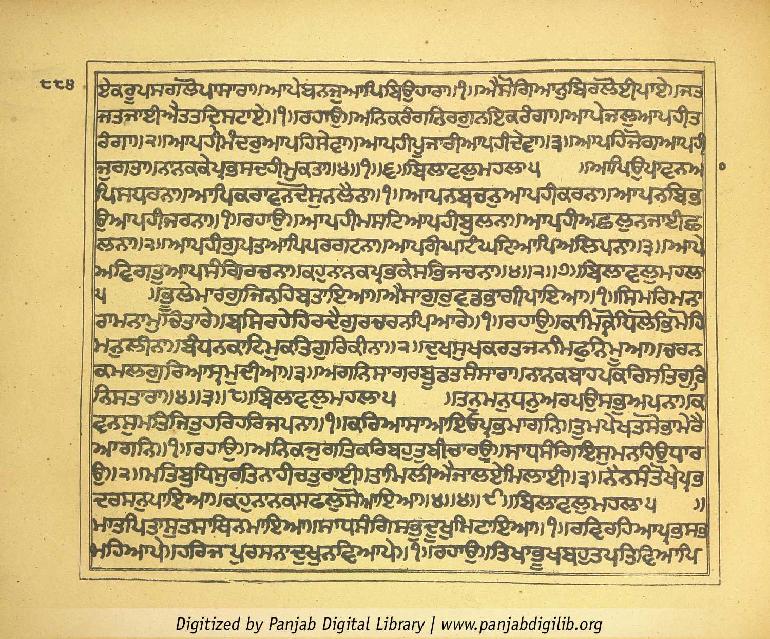 ੮੮੪
ਏਕਰੂਪਸਗਲੋਪਾਸਾਰਾ॥ਆਪੇਬਨਜੁਆਪਿਬਿਉਹਾਰਾ॥੧॥ਐਸੋਗਿਆਨੁਬਿਰਲੋਈਪਾਏ॥ਜਤ
ਜਤਜਾਈਐਤਤਦ੍ਰਿਸਟਾਏ॥੧॥ਰਹਾਉ॥ਅਨਿਕਰੰਗਨਿਰਗੁਨਇਕਰੰਗਾ॥ਆਪੇਜਲੁਆਪਹੀਤ
ਰੰਗਾ॥੨॥ਆਪਹੀਮੰਦਰੁਆਪਹਿਸੇਵਾ॥ਆਪਹੀਪੂਜਾਰੀਆਪਹੀਦੇਵਾ॥੩॥ਆਪਹਿਜੋਗਆਪਹੀ
ਜੁਗਤਾ॥ਨਾਨਕਕੇਪ੍ਰਭਸਦਹੀਮੁਕਤਾ॥੪॥੧॥੬॥ਬਿਲਾਵਲੁਮਹਲਾ੫ ॥ਆਪਿਉਪਾਵਨਆ
ਪਿਸਧਰਨਾ॥ਆਪਿਕਰਾਵਨਦੋਸੁਨਲੈਨਾ॥੧॥ਆਪਨਬਚਨੁਆਪਹੀਕਰਨਾ॥ਆਪਨਬਿਭ
ਉਆਪਹੀਜਰਨਾ॥੧॥ਰਹਾਉ॥ਆਪਹੀਮਸਟਿਆਪਹੀਬੁਲਨਾ॥ਆਪਹੀਅਛਲੁਨਜਾਈਛ
ਲਨਾ॥੨॥ਆਪਹੀਗੁਪਤਆਪਿਪਰਗਟਨਾ॥ਆਪਹੀਘਟਿਘਟਿਆਪਿਅਲਿਪਨਾ॥੩॥ਆਪੇ
ਅਵਿਗਤੁਆਪਸੰਗਿਰਚਨਾ॥ਕਹੁਨਾਨਕਪ੍ਰਭਕੇਸਭਿਜਚਨਾ॥੪॥੨॥੭॥ਬਿਲਾਵਲੁਮਹਲਾ
੫ ॥ਭੂਲੇਮਾਰਗੁਜਿਨਹਿਬਤਾਇਆ॥ਐਸਾਗੁਰੁਵਡਭਾਗੀਪਾਇਆ॥੧॥ਸਿਮਰਿਮਨਾ
ਰਾਮਨਾਮੁਚਿਤਾਰੇ॥ਬਸਿਰਹੇਹਿਰਦੈਗੁਰਚਰਨਪਿਆਰੇ॥੧॥ਰਹਾਉ॥ਕਾਮਿਕ੍ਰੋਧਿਲੋਭਿਮੋਹਿ
ਮਨੁਲੀਨਾ॥ਬੰਧਨਕਾਟਿਮੁਕਤਿਗੁਰਿਕੀਨਾ॥੨॥ਦੁਖਸੁਖਕਰਤਜਨਮਿਫੁਨਿਮੂਆ॥ਚਰਨ
ਕਮਲਗੁਰਿਆਸ੍ਰਮੁਦੀਆ॥੩॥ਅਗਨਿਸਾਗਰਬੂਡਤਸੰਸਾਰਾ॥ਨਾਨਕਬਾਹਪਕਰਿਸਤਿਗੁਰਿ
ਨਿਸਤਾਰਾ॥੪॥੩॥੮॥ਬਿਲਾਵਲੁਮਹਲਾ੫ ॥ਤਨੁਮਨੁਧਨੁਅਰਪਉਸਭੁਅਪਨਾ॥ਕ
ਵਨਸੁਮਤਿਜਿਤੁਹਰਿਹਰਿਜਪਨਾ॥੧॥ਕਰਿਆਸਾਆਇਓਪ੍ਰਭਮਾਗਨਿ॥ਤੁਮਪੇਖਤਸੋਭਾਮੇਰੈ
ਆਗਨਿ॥੧॥ਰਹਾਉ॥ਅਨਿਕਜੁਗਤਿਕਰਿਬਹੁਤੁਬੀਚਾਰਉ॥ਸਾਧਸੰਗਿਇਸੁਮਨਹਿਉਧਾਰ
ਉ॥੨॥ਮਤਿਬੁਧਿਸੁਰਤਿਨਾਹੀਚਤੁਰਾਈ॥ਤਾਮਿਲੀਐਜਾਲਏਮਿਲਾਈ॥੩॥ਨੈਨਸੰਤੋਖੇਪ੍ਰਭ
ਦਰਸਨੁਪਾਇਆ॥ਕਹੁਨਾਨਕਸਫਲੁਸੋਆਇਆ॥੪॥੪॥੯॥ਬਿਲਾਵਲੁਮਹਲਾ੫ ॥
ਮਾਤਪਿਤਾਸੁਤਸਾਥਿਨਮਾਇਆ॥ਸਾਧਸੰਗਿਸਭੁਦੂਖੁਮਿਟਾਇਆ॥੧॥ਰਵਿਰਹਿਆਪ੍ਰਭੁਸਭ
ਮਹਿਆਪੇ॥ਹਰਿਜਪੁਰਸਨਾਦੁਖੁਨਵਿਆਪੇ॥੧॥ਰਹਾਉ॥ਤਿਖਾਭੂਖਬਹੁਤਪਤਿਵਿਆਪਿ
Digitized by Panjab Digital Library | www.panjabdigilib.org